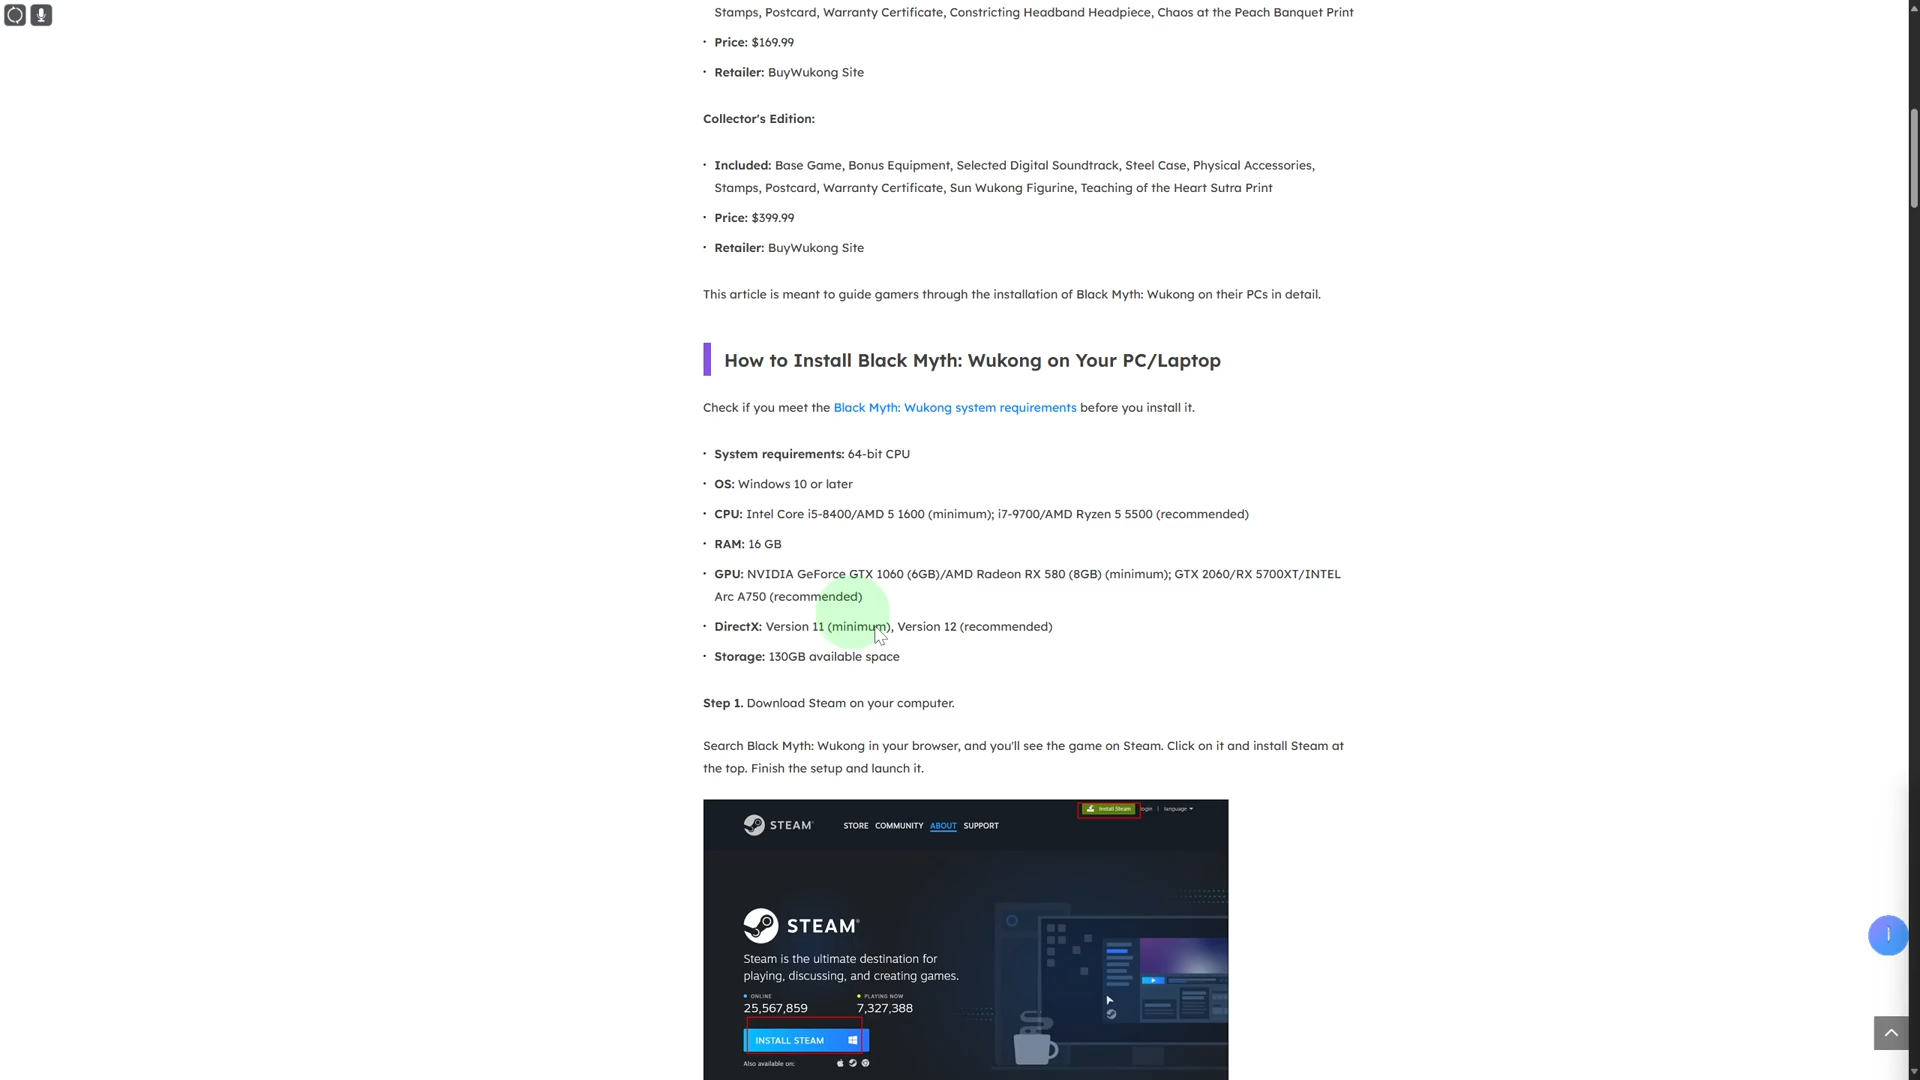 Stamps, Postcard, Warranty Certificate, Constricting Headband Headpiece, Chaos at the Peach Banquet Print
· Price: $169.99
· Retailer: BuyWukong Site
Collector's Edition:
· Included: Base Game, Bonus Equipment, Selected Digital Soundtrack, Steel Case, Physical Accessories,
Stamps, Postcard, Warranty Certificate, Sun Wukong Figurine, Teaching of the Heart Sutra Print
· Price: $399.99
· Retailer: BuyWukong Site
This article is meant to guide gamers through the installation of Black Myth: Wukong on their PCs in detail.
How to Install Black Myth: Wukong on Your PC/Laptop
Check if you meet the Black Myth: Wukong system requirements before you install it.
· System requirements: 64-bit CPU
· OS: Windows 10 or later
· CPU: Intel Core i5-8400/AMD 5 1600 (minimum); i7-9700/AMD Ryzen 5 5500 (recommended)
· RAM: 16 GB
· GPU: NVIDIA GeForce GTX 1060 (6GB)/AMD Radeon RX 580 (8GB) (minimum); GTX 2060/RX 5700XT/INTEL
Arc A750 (recommended)
· DirectX: Version 11 (minimum), Version 12 (recommended)
· Storage: 130GB available space
Step 1. Download Steam on your computer.
Search Black Myth: Wukong in your browser, and you'll see the game on Steam. Click on it and install Steam at
the top. Finish the setup and launch it.
Install Steam login | language
STEAM® STORE COMMUNITY ABOUT SUPPORT
STEAM®
Steam is the ultimate destination for
playing, discussing, and creating games.
ONLINE PLAYING NOW
25,567,859 7,327,388
INSTALL STEAM
Also available on: